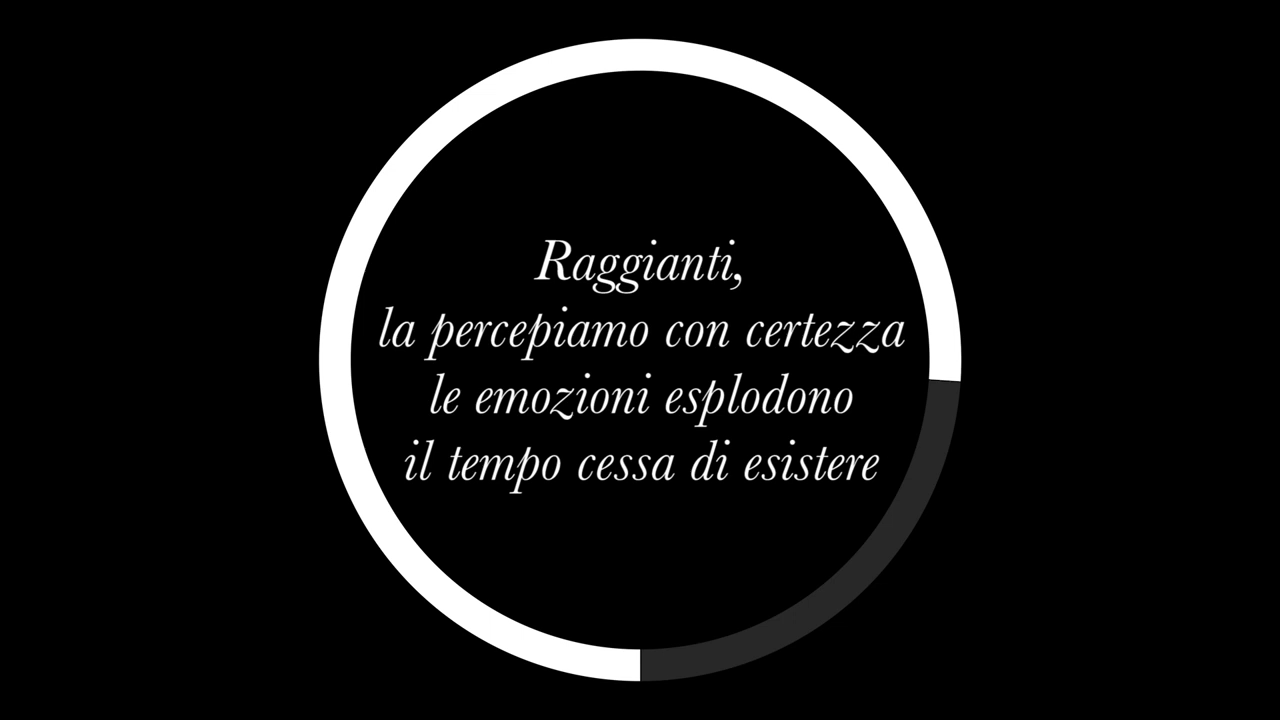 Raggianti,
la percepiamo con certezza
le emozioni esplodono
il tempo cessa di esistere